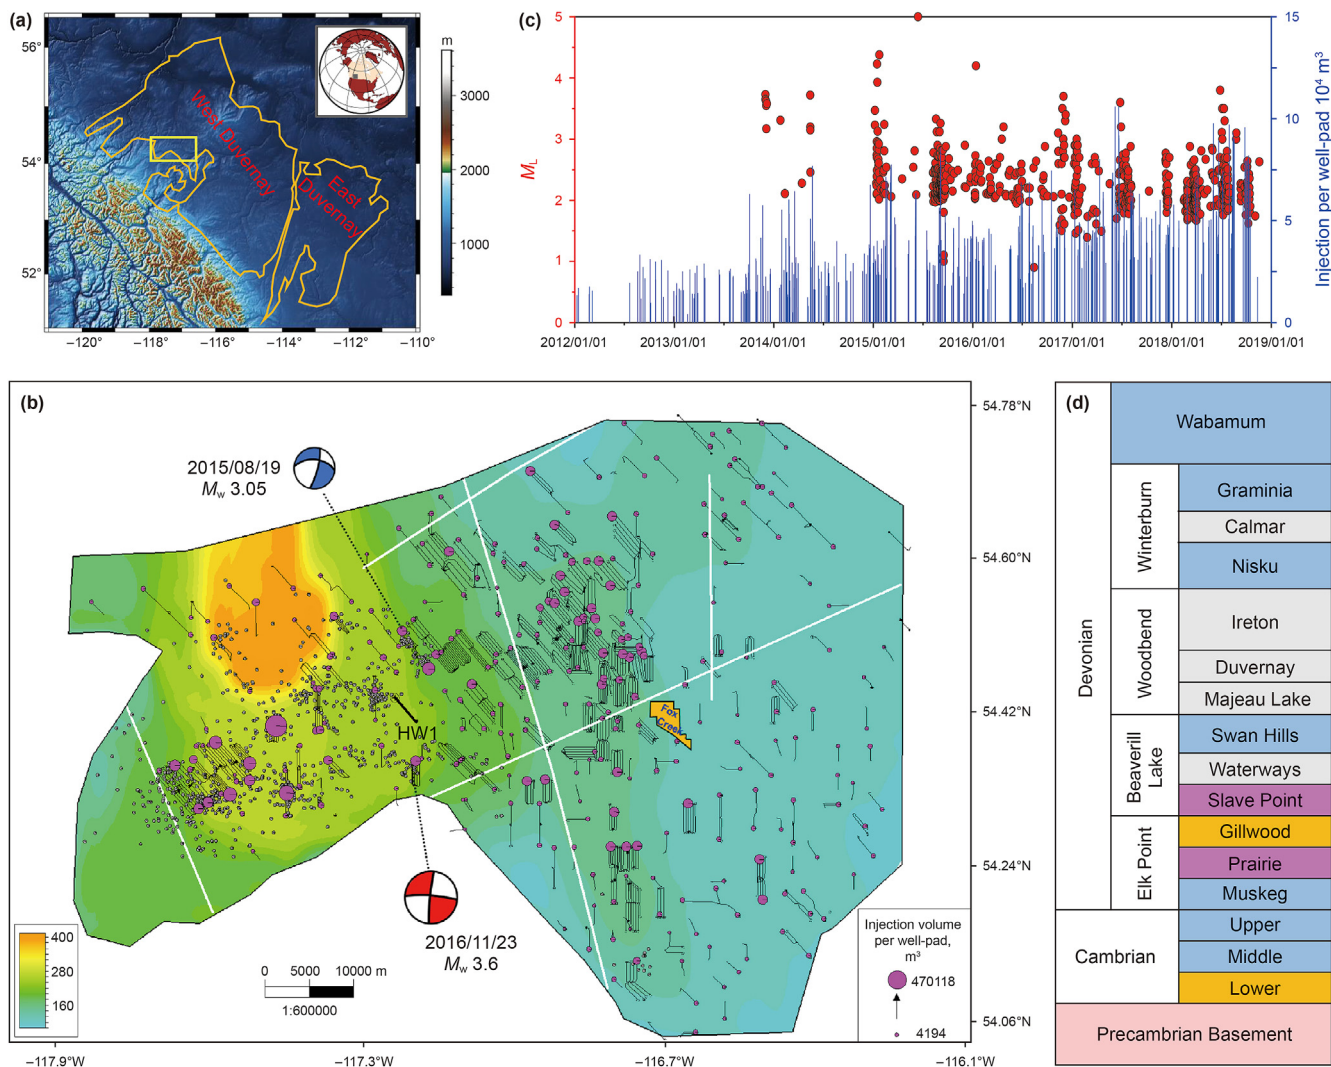 (a)
56°
54°
52°
−120° −118° −116° −114° −112° −110°
West Duvernay
East
Duvernay
m
3000
2000
1000
(c)
5
4
3
2
1
0
M_L
15
10
5
0
Injection per well-pad 10⁴ m³
2012/01/01 2013/01/01 2014/01/01 2015/01/01 2016/01/01 2017/01/01 2018/01/01 2019/01/01
(b)
2015/08/19
M_w 3.05
HW1
Fox
Creek
2016/11/23
M_w 3.6
400
280
160
0 5000 10000 m
1:600000
Injection volume
per well-pad,
m³
470118
4194
54.78°N
54.60°N
54.42°N
54.24°N
54.06°N
−117.9°W −117.3°W −116.7°W −116.1°W
(d)
Devonian
Wabamum
Winterburn
Graminia
Calmar
Nisku
Woodbend
Ireton
Duvernay
Majeau Lake
Beaverill
Lake
Swan Hills
Waterways
Slave Point
Elk Point
Gillwood
Prairie
Muskeg
Cambrian
Upper
Middle
Lower
Precambrian Basement